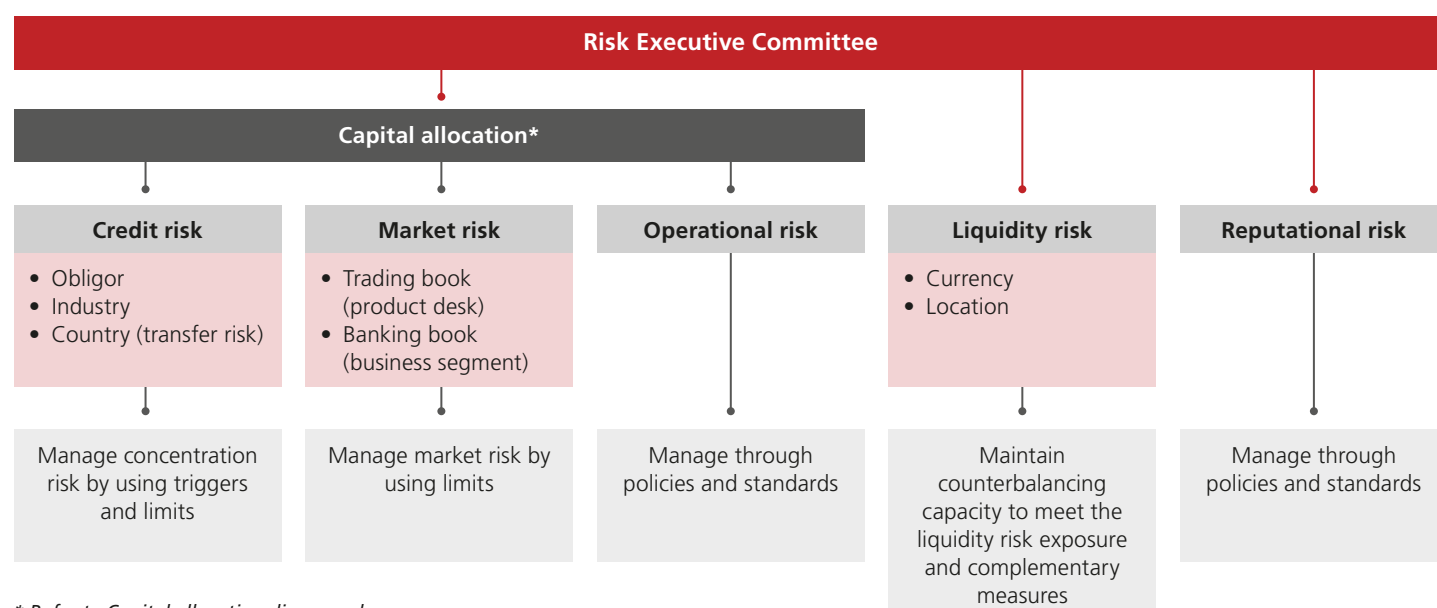 Risk Executive Committee
Capital allocation*
Credit risk
• Obligor
• Industry
• Country (transfer risk)
Manage concentration
risk by using triggers
and limits
Market risk
• Trading book
(product desk)
• Banking book
(business segment)
Manage market risk by
using limits
Operational risk
Manage through
policies and standards
Liquidity risk
• Currency
• Location
Maintain
counterbalancing
capacity to meet the
liquidity risk exposure
and complementary
measures
Reputational risk
Manage through
policies and standards